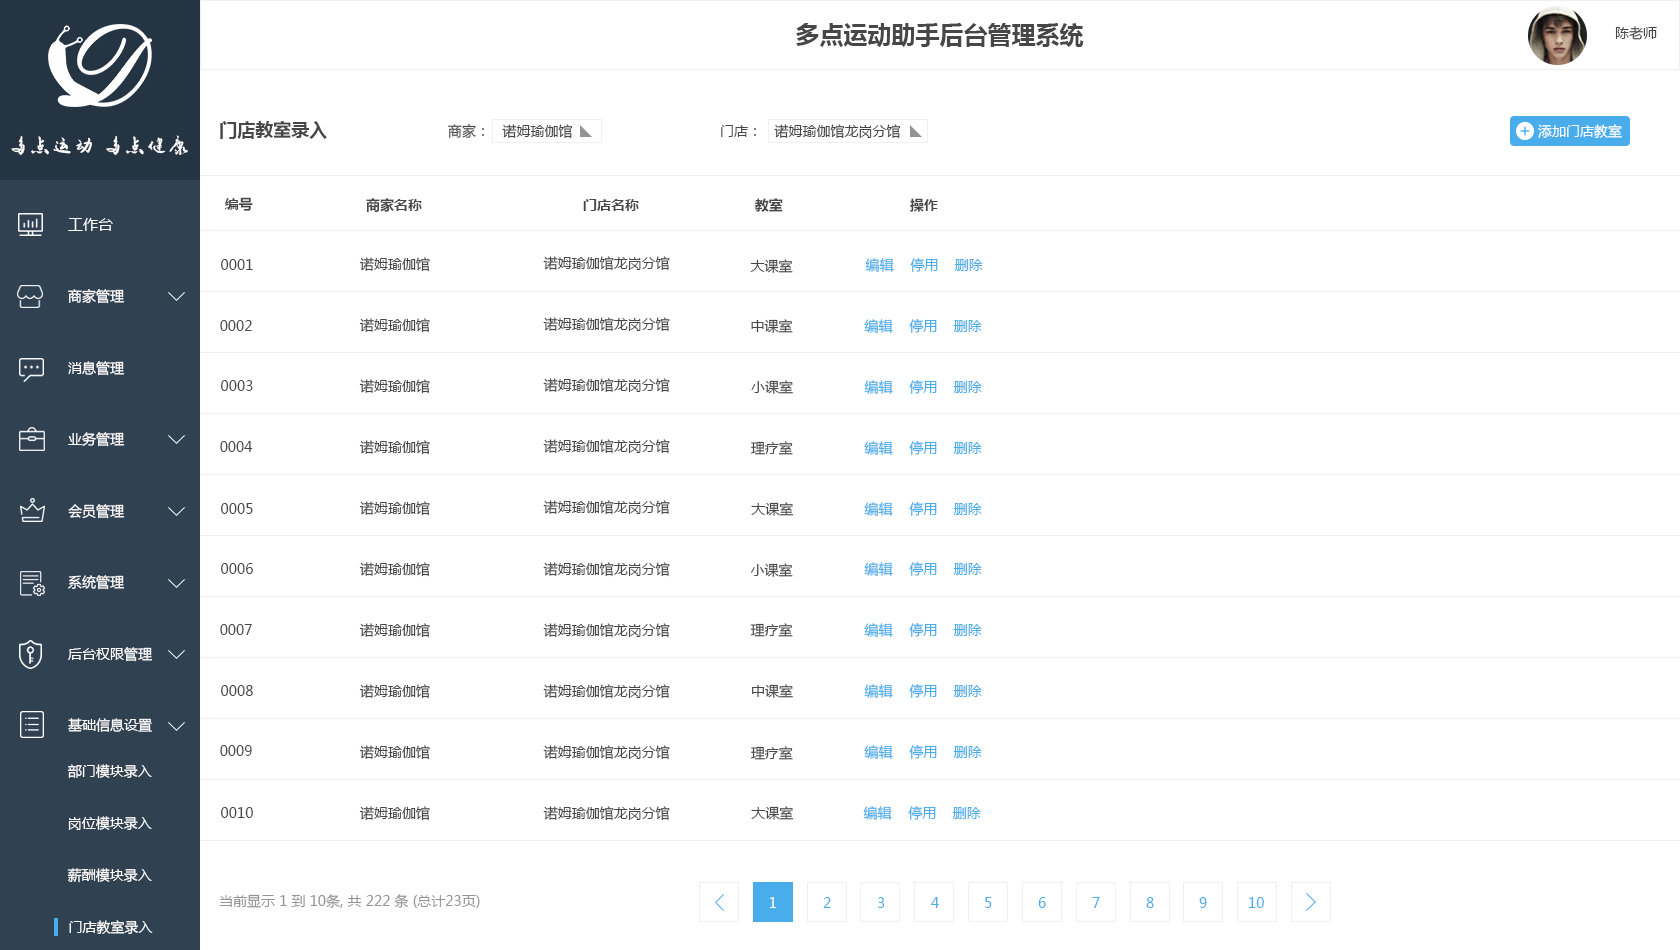 多点运动 多点健康
工作台
商家管理
消息管理
业务管理
会员管理
系统管理
后台权限管理
基础信息设置
部门模块录入
岗位模块录入
薪酬模块录入
门店教室录入
多点运动助手后台管理系统
陈老师
门店教室录入 商家： 诺姆瑜伽馆 门店： 诺姆瑜伽馆龙岗分馆 添加门店教室
编号 商家名称 门店名称 教室 操作
0001 诺姆瑜伽馆 诺姆瑜伽馆龙岗分馆 大课室 编辑 停用 删除
0002 诺姆瑜伽馆 诺姆瑜伽馆龙岗分馆 中课室 编辑 停用 删除
0003 诺姆瑜伽馆 诺姆瑜伽馆龙岗分馆 小课室 编辑 停用 删除
0004 诺姆瑜伽馆 诺姆瑜伽馆龙岗分馆 理疗室 编辑 停用 删除
0005 诺姆瑜伽馆 诺姆瑜伽馆龙岗分馆 大课室 编辑 停用 删除
0006 诺姆瑜伽馆 诺姆瑜伽馆龙岗分馆 小课室 编辑 停用 删除
0007 诺姆瑜伽馆 诺姆瑜伽馆龙岗分馆 理疗室 编辑 停用 删除
0008 诺姆瑜伽馆 诺姆瑜伽馆龙岗分馆 中课室 编辑 停用 删除
0009 诺姆瑜伽馆 诺姆瑜伽馆龙岗分馆 理疗室 编辑 停用 删除
0010 诺姆瑜伽馆 诺姆瑜伽馆龙岗分馆 大课室 编辑 停用 删除
当前显示 1 到 10条, 共 222 条 (总计23页) 1 2 3 4 5 6 7 8 9 10